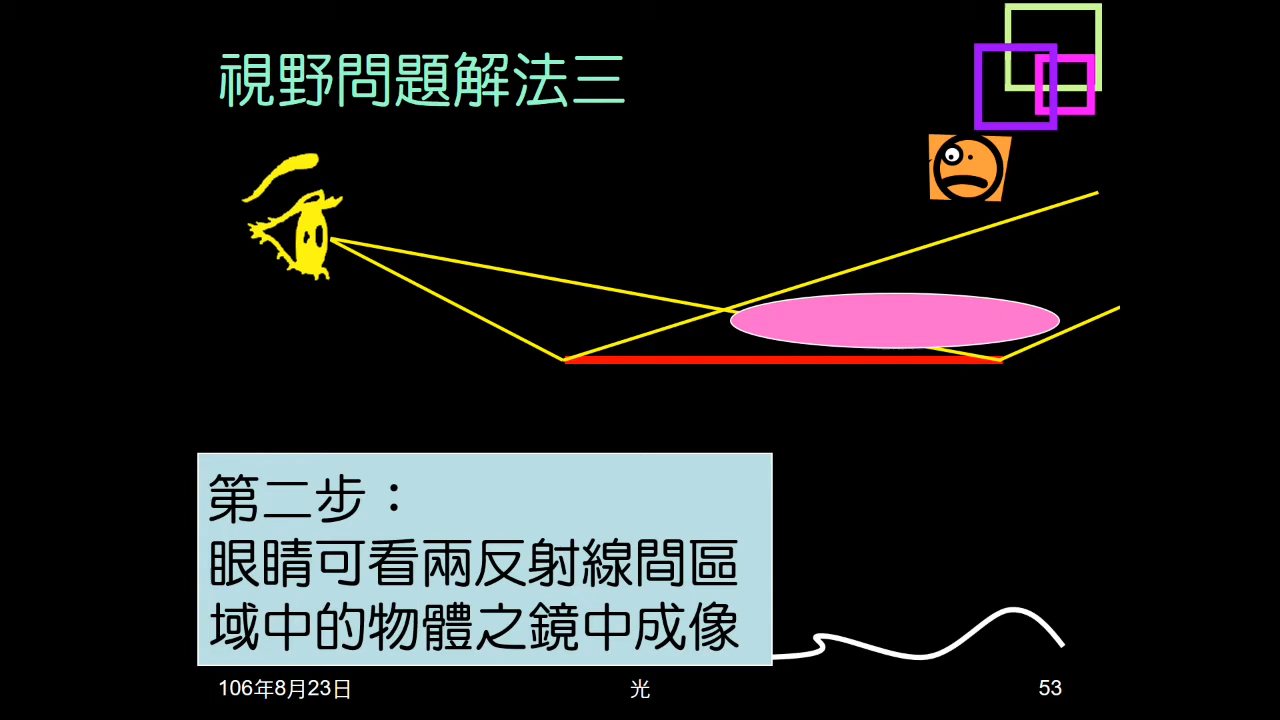 視野問題解法三
第二步：
眼睛可看兩反射線間區
域中的物體之鏡中成像
106年8月23日
光
53